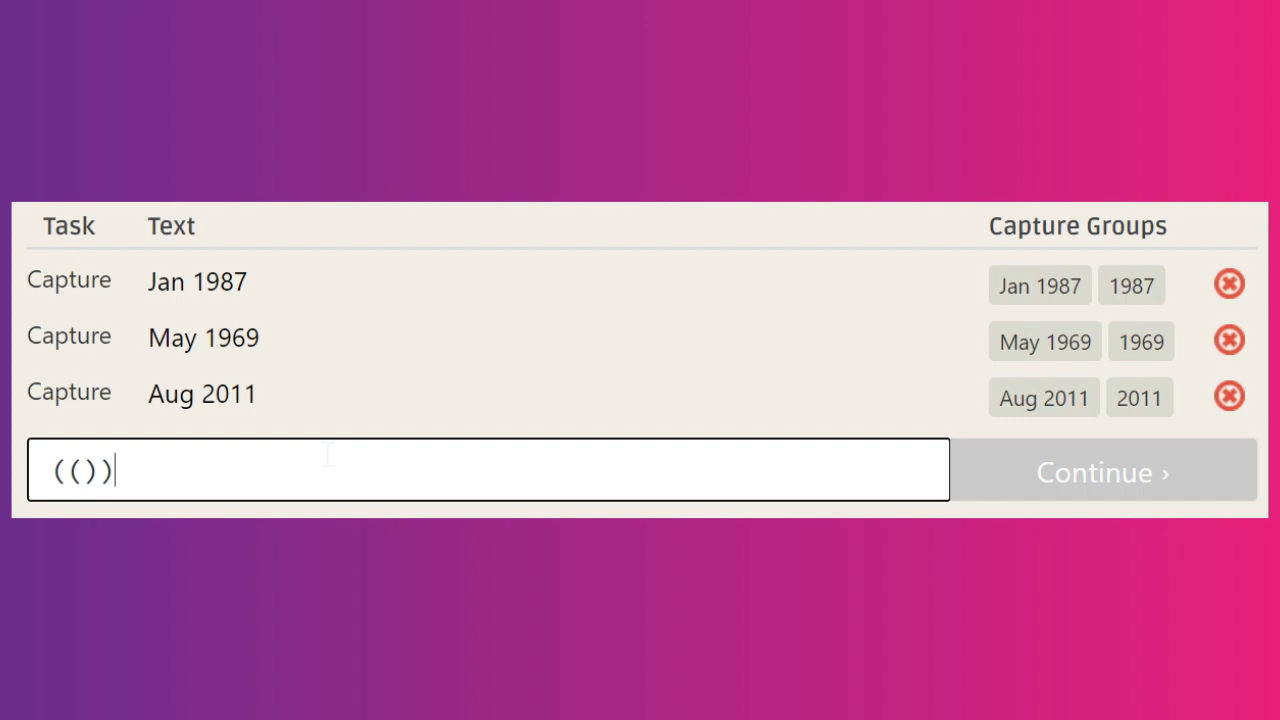 Task Text Capture Groups
Capture Jan 1987 Jan 1987 1987
Capture May 1969 May 1969 1969
Capture Aug 2011 Aug 2011 2011
(()) Continue ›